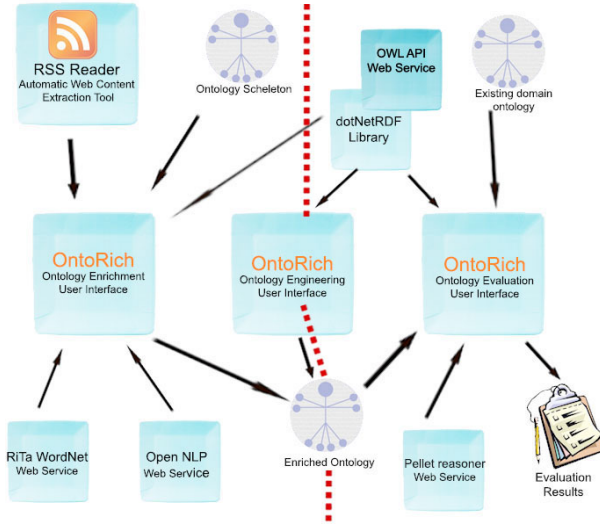 RSS Reader
Automatic Web Content
Extraction Tool
Ontology Scheleton
OWL API
Web Service
dotNetRDF
Library
Existing domain
ontology
OntoRich
Ontology Enrichment
User Interface
OntoRich
Ontology Engineering
User Interface
OntoRich
Ontology Evaluation
User Interface
RiTa WordNet
Web Service
Open NLP
Web Service
Enriched Ontology
Pellet reasoner
Web Service
Evaluation
Results